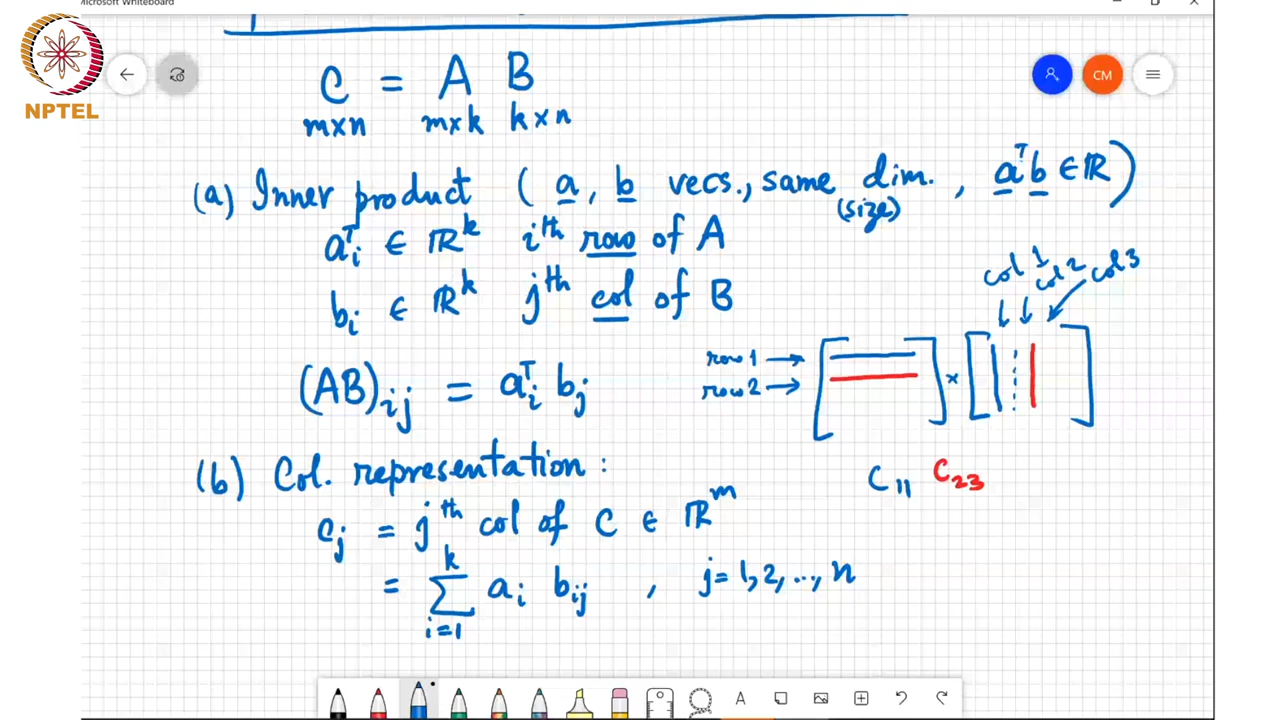 Microsoft Whiteboard
NPTEL
CM
C = A B
m×n m×k k×n
(a) Inner product ( a, b vecs., same dim. , aᵀb ∈ ℝ )
(size)
aᵢᵀ ∈ ℝᵏ iᵗʰ row of A
bᵢ ∈ ℝᵏ jᵗʰ col of B
col 1
col 2
col 3
(AB)ᵢⱼ = aᵢᵀ bⱼ
row 1 →
row 2 →
×
C₁₁ C₂₃
(b) Col. representation :
cⱼ = jᵗʰ col of C ∈ ℝᵐ
= ∑ᵢ₌₁ᵏ aᵢ bᵢⱼ , j = 1, 2, ..., n
A